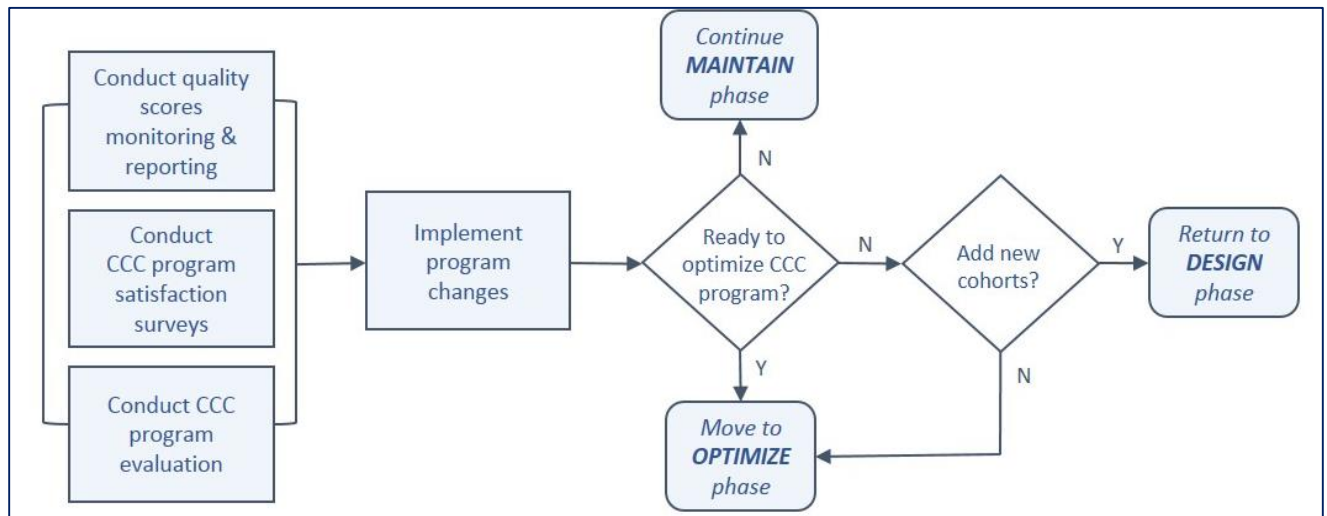 Conduct quality
scores
monitoring &
reporting
Conduct
CCC program
satisfaction
surveys
Conduct CCC
program
evaluation
Implement
program
changes
Continue
MAINTAIN
phase
N
Ready to
optimize CCC
program?
N
Y
Move to
OPTIMIZE
phase
Add new
cohorts?
Y
N
Return to
DESIGN
phase